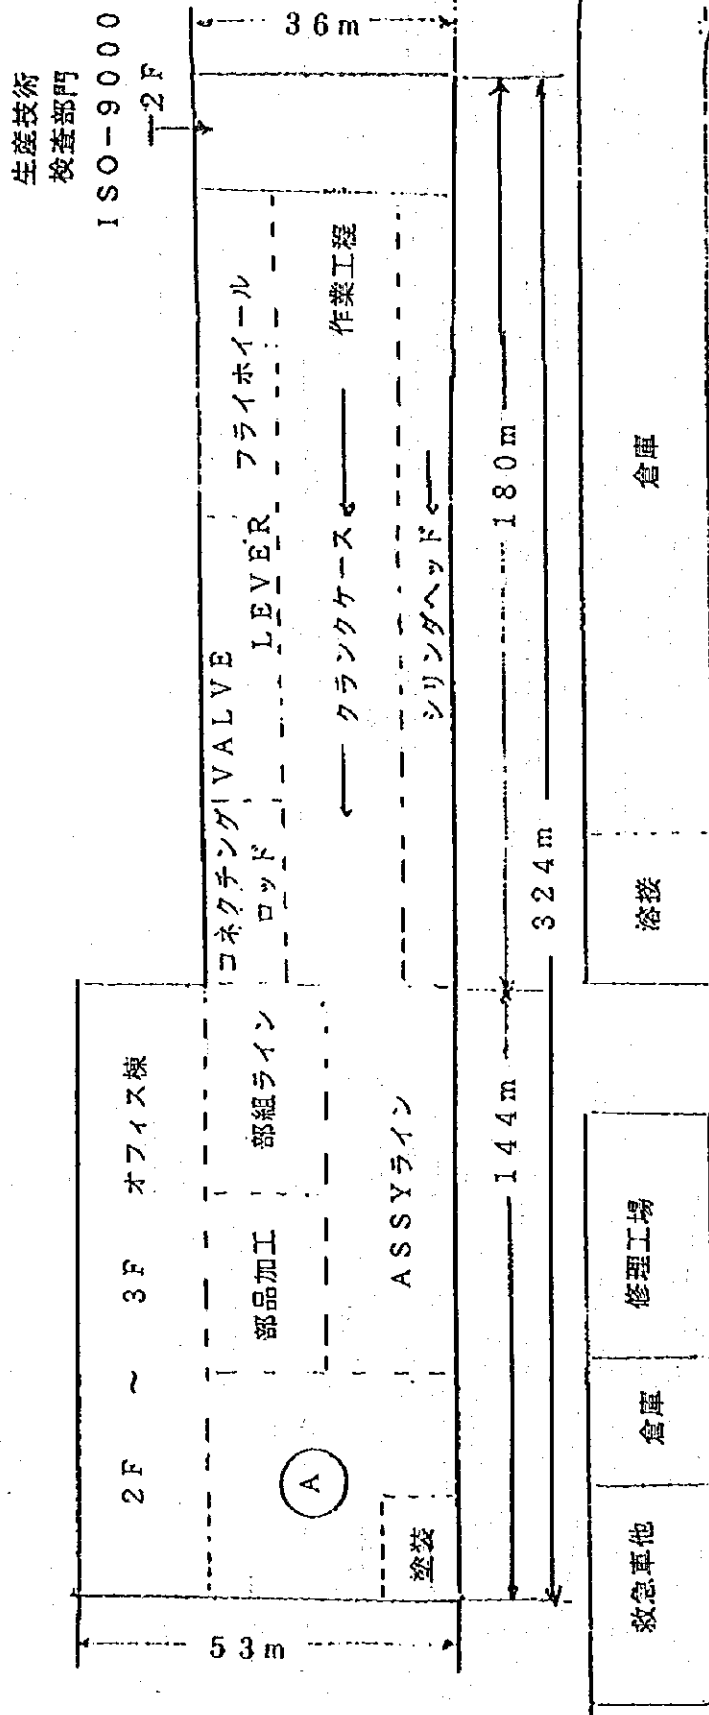 生産技術
検査部門
ISO-9000
2F
36m
フライホイール
作業工程
LEVER
VALVE
クランクケース
シリンダヘッド
コネクチング
ロッド
180m
324m
144m
倉庫
溶接
2F ～ 3F オフィス棟
部組ライン
部品加工
ASSYライン
A
塗装
53m
修理工場
倉庫
救急車他